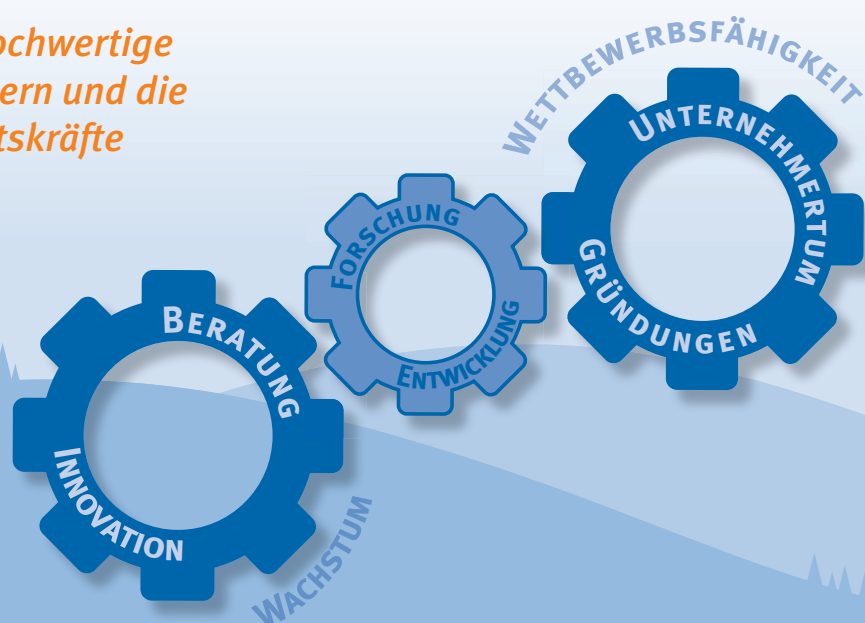 ochwertige
ern und die
tskräfte
WETTBEWERBSFÄHIGKEIT
UNTERNEHMERTUM
GRÜNDUNGEN
FORSCHUNG
ENTWICKLUNG
BERATUNG
INNOVATION
WACHSTUM